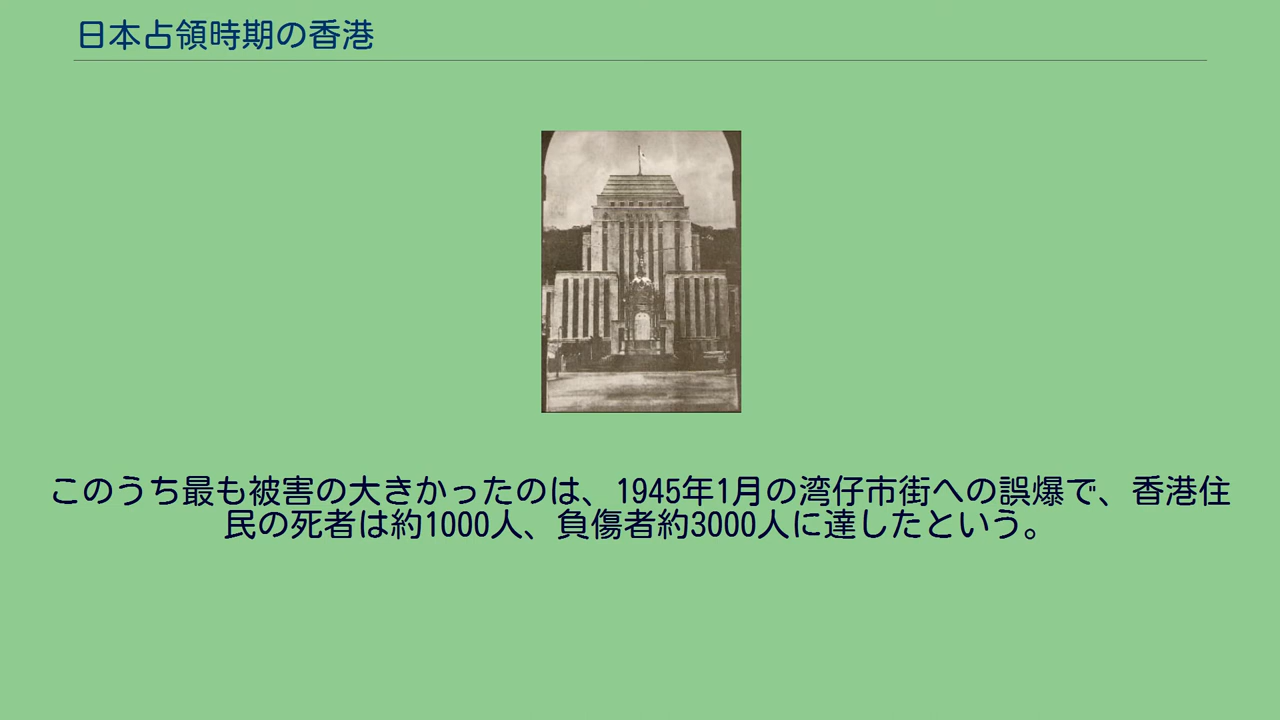 日本占領時期の香港
このうち最も被害の大きかったのは、1945年1月の湾仔市街への誤爆で、香港住
民の死者は約1000人、負傷者約3000人に達したという。